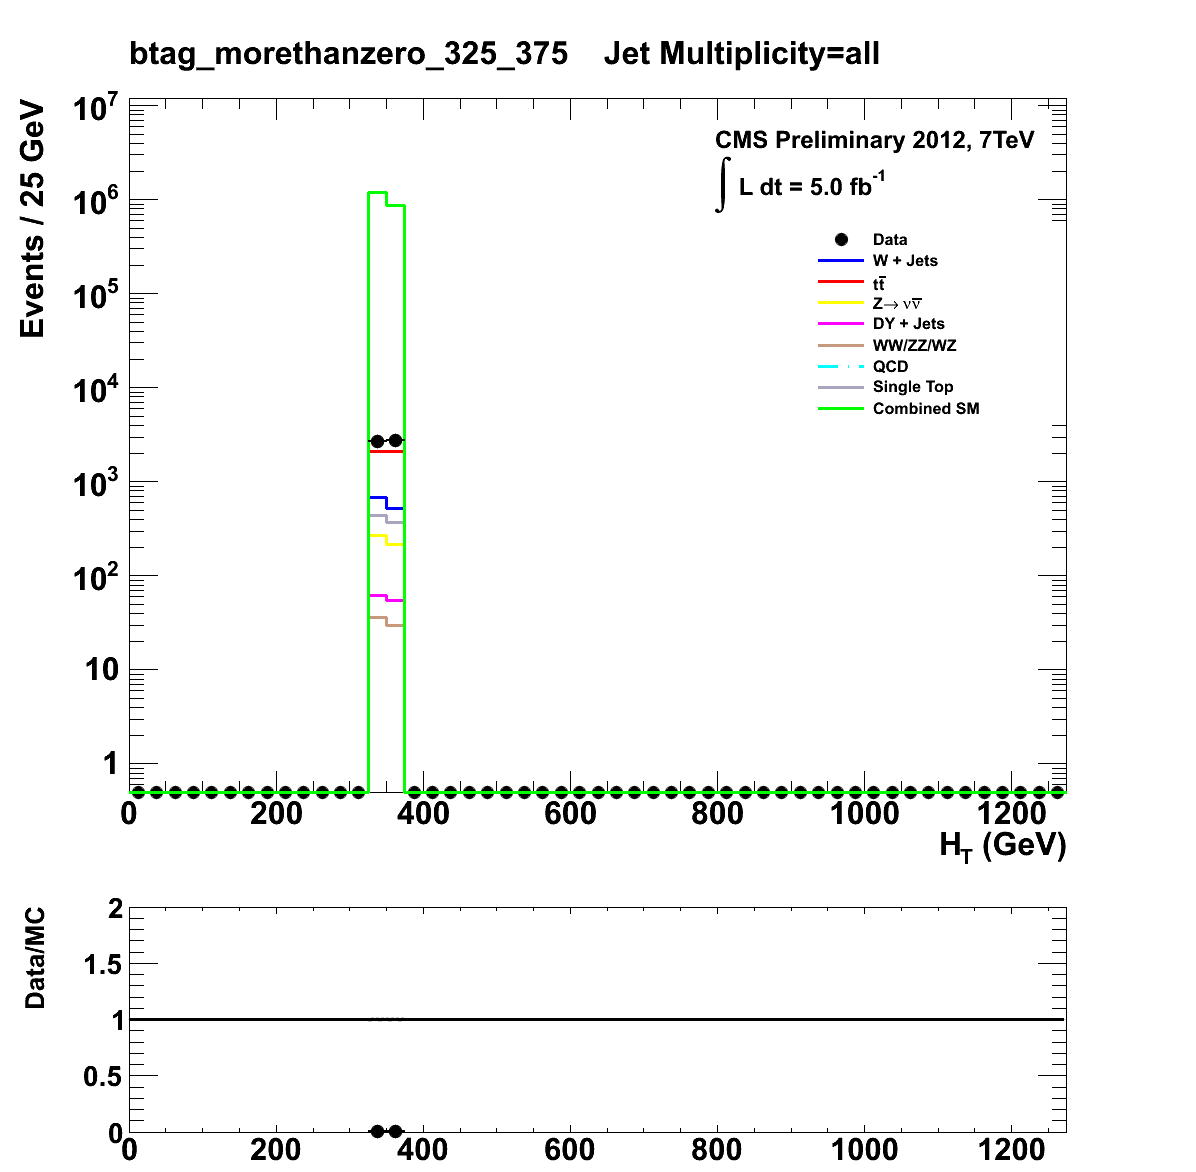 btag_morethanzero_325_375 Jet Multiplicity=all
Events / 25 GeV
10⁷
10⁶
10⁵
10⁴
10³
10²
10
1
CMS Preliminary 2012, 7TeV
∫ L dt = 5.0 fb⁻¹
Data
W + Jets
tt̅
Z→ νν̅
DY + Jets
WW/ZZ/WZ
QCD
Single Top
Combined SM
0 200 400 600 800 1000 1200
H_T (GeV)
Data/MC
2
1.5
1
0.5
0
0 200 400 600 800 1000 1200